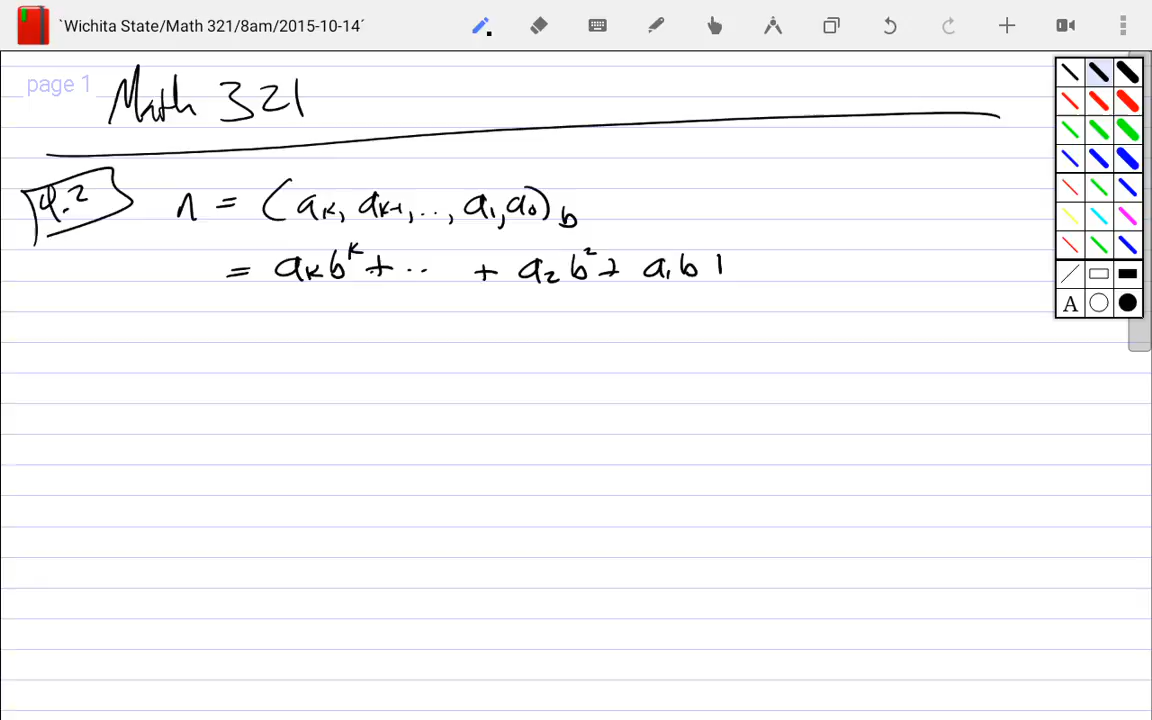 `Wichita State/Math 321/8am/2015-10-14´
page 1
Math 321
4.2 n = (aₖ, aₖ₋₁, .., a₁, a₀)_b
= aₖbᵏ + .. + a₂b² + a₁b |
A